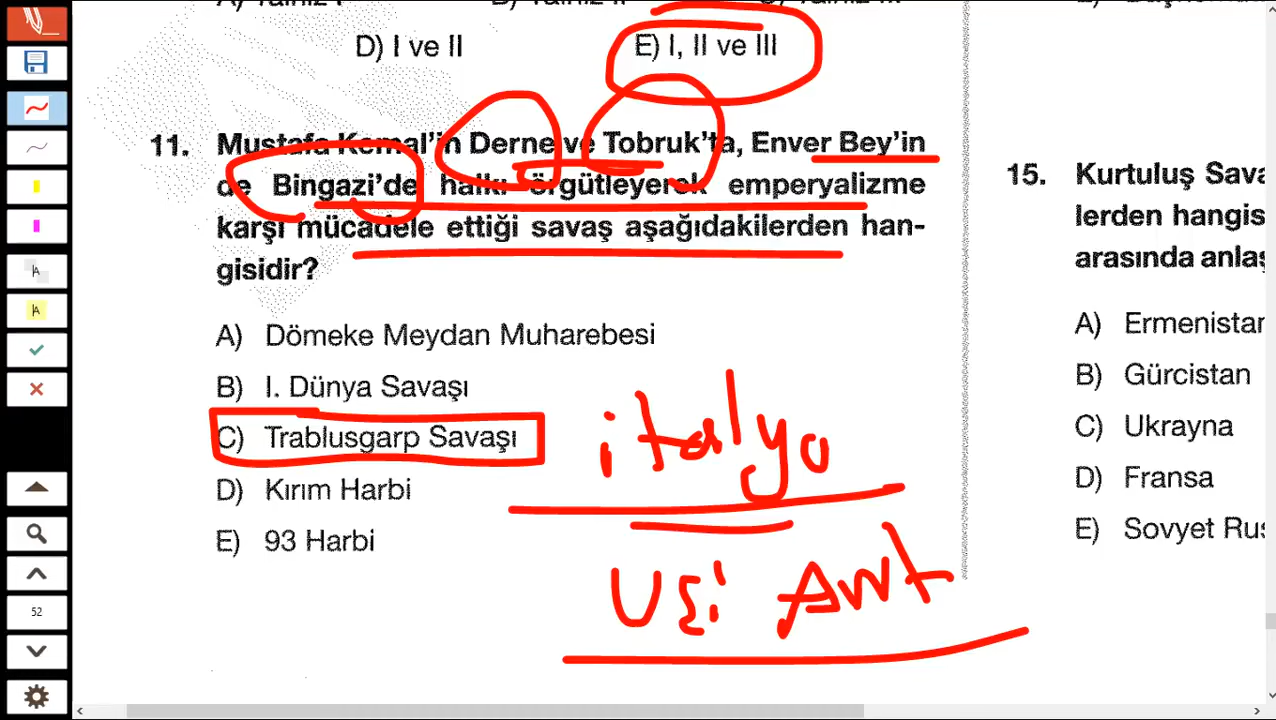 D) I ve II
E) I, II ve III
11. Mustafa Kemal'in Derne ve Tobruk'ta, Enver Bey'in
de Bingazi'de halkı örgütleyerek emperyalizme
karşı mücadele ettiği savaş aşağıdakilerden han-
gisidir?
A) Dömeke Meydan Muharebesi
B) I. Dünya Savaşı
C) Trablusgarp Savaşı
D) Kırım Harbi
E) 93 Harbi
italya
Uşi Ant
15. Kurtuluş Sava
lerden hangis
arasında anlaş
A) Ermenistan
B) Gürcistan
C) Ukrayna
D) Fransa
E) Sovyet Rus
52